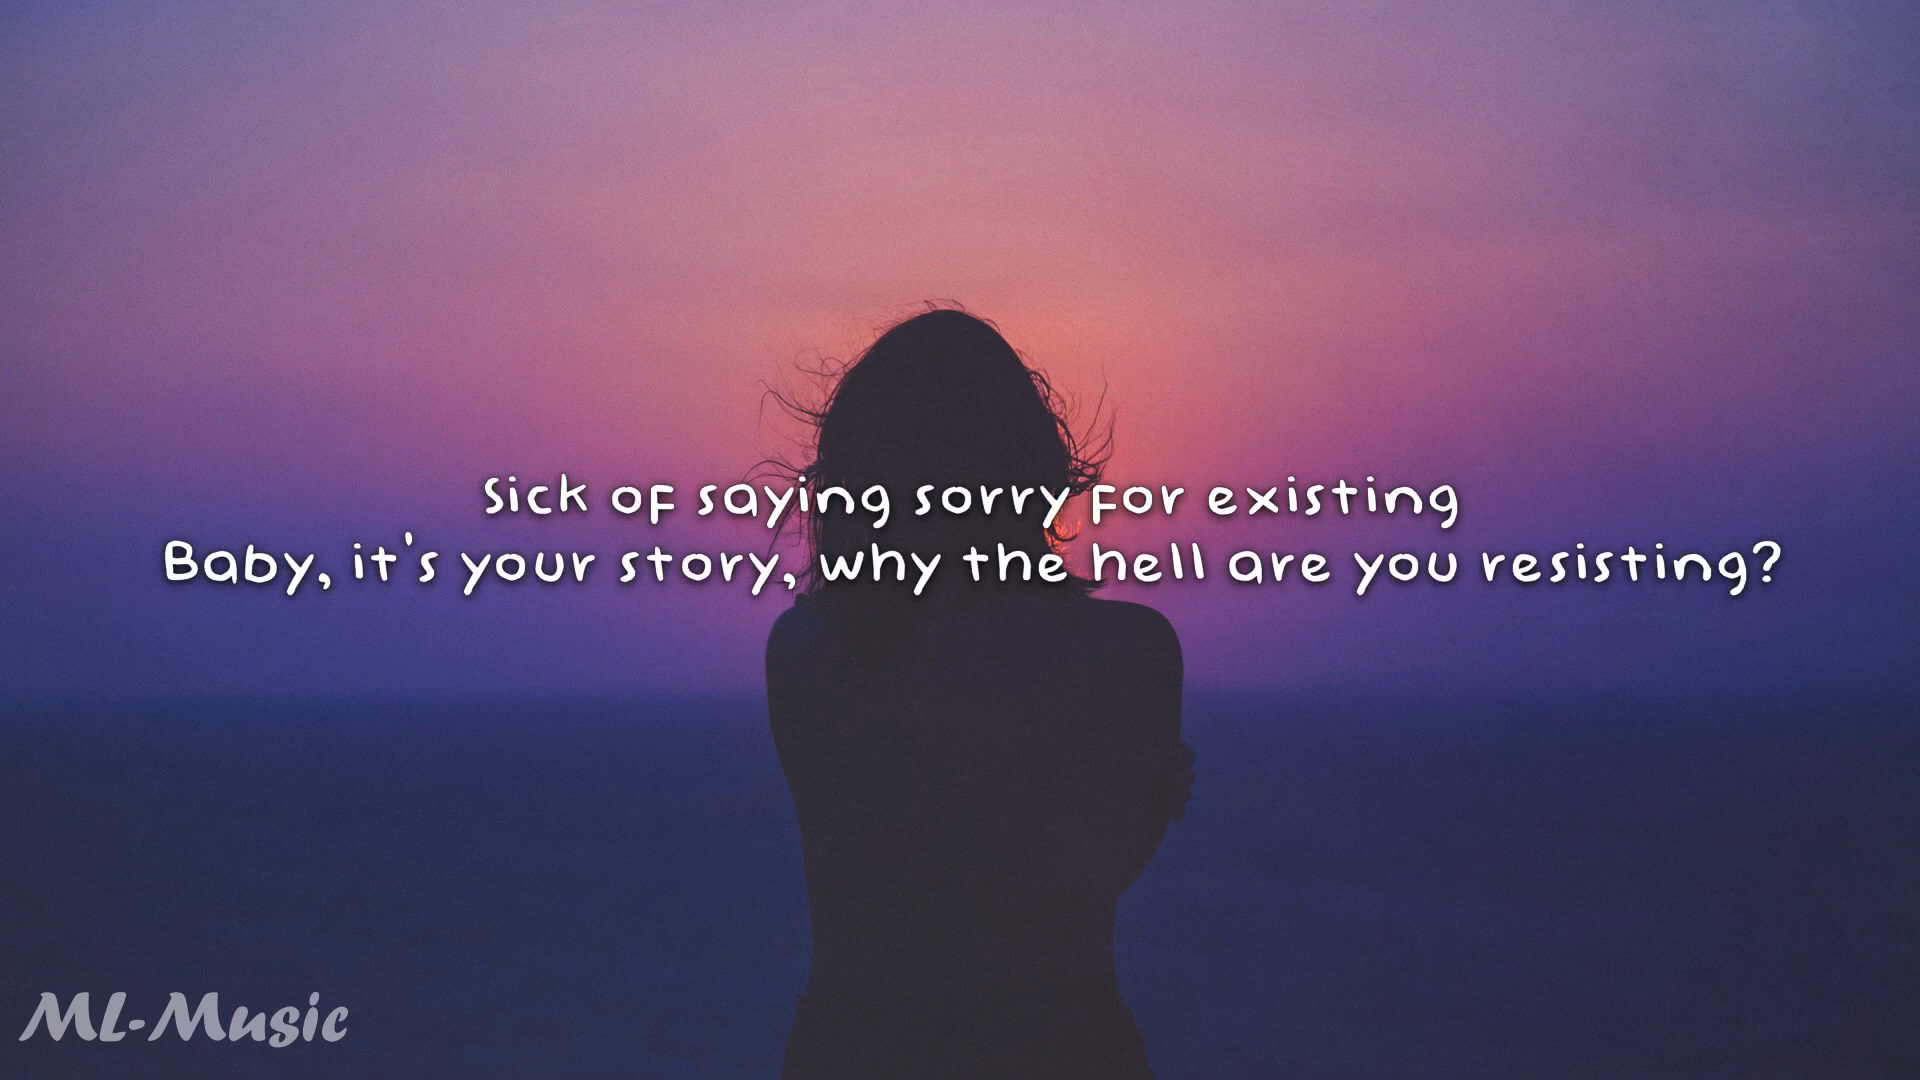 Sick of saying sorry for existing
Baby, it's your story, why the hell are you resisting?
ML-Music